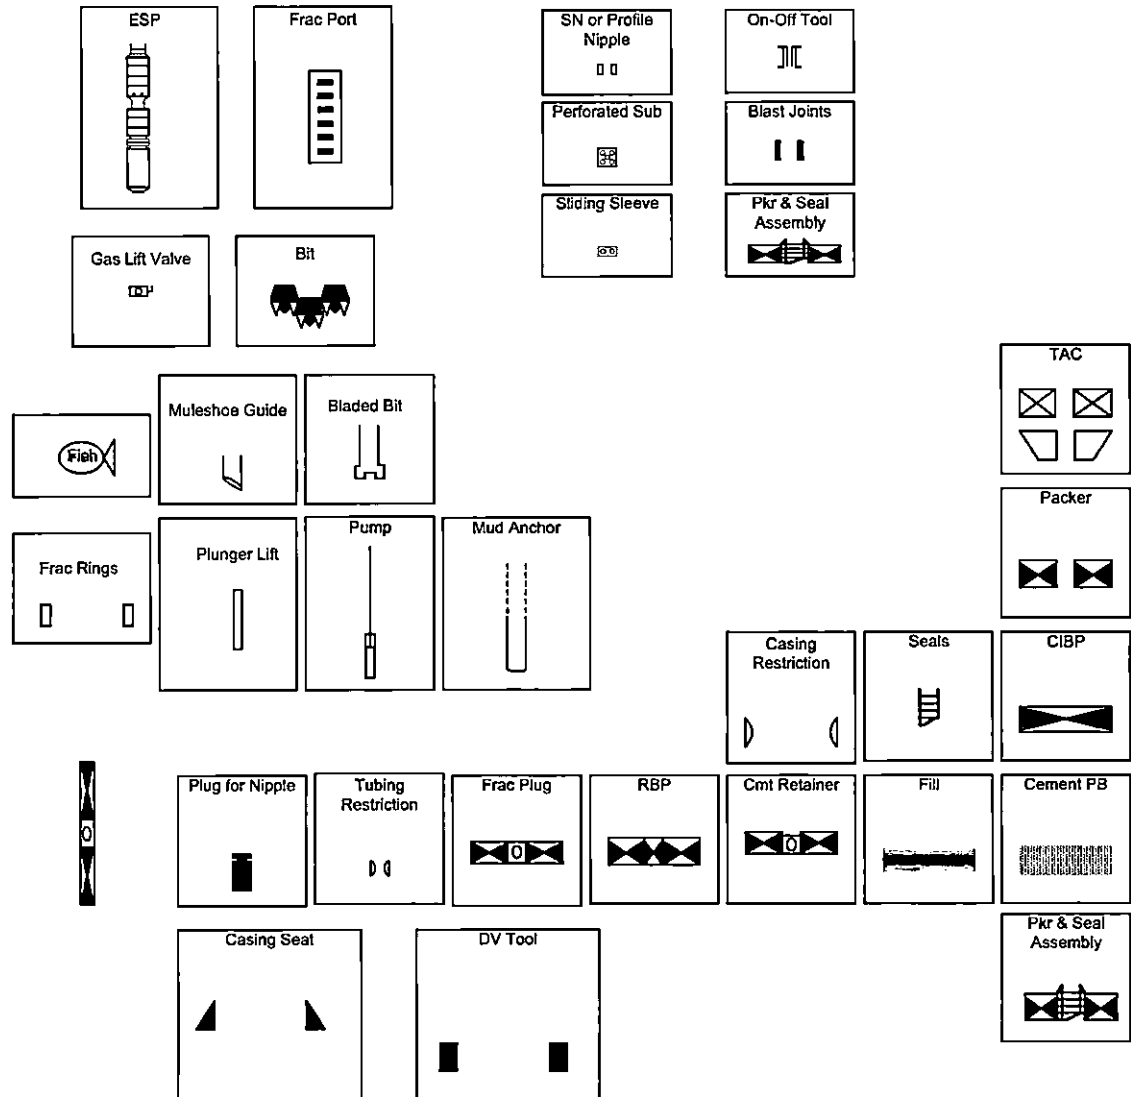 ESP
Frac Port
SN or Profile
Nipple
On-Off Tool
Perforated Sub
Blast Joints
Sliding Sleeve
Pkr & Seal
Assembly
Gas Lift Valve
Bit
TAC
Muleshoe Guide
Bladed Bit
Fish
Packer
Frac Rings
Plunger Lift
Pump
Mud Anchor
Casing
Restriction
Seals
CIBP
Plug for Nipple
Tubing
Restriction
Frac Plug
RBP
Cmt Retainer
Fill
Cement PB
Casing Seat
DV Tool
Pkr & Seal
Assembly